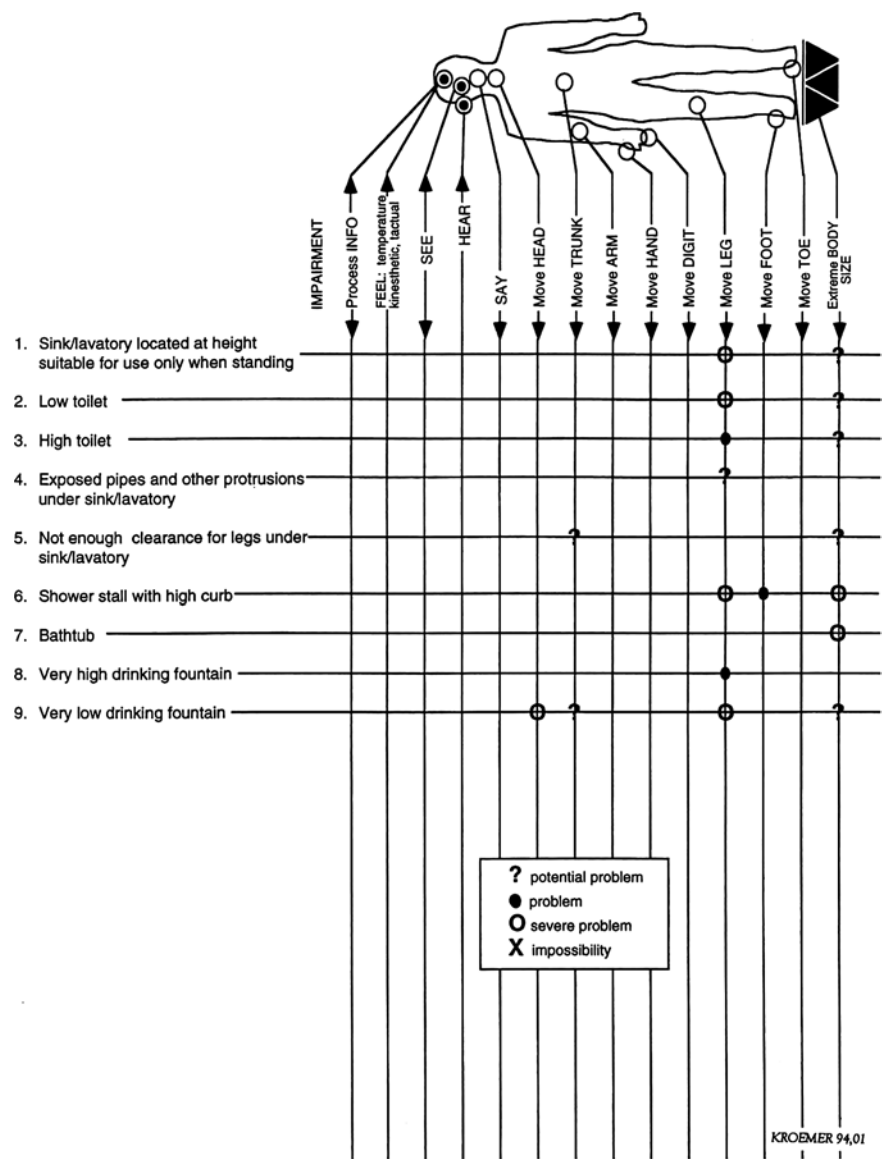 IMPAIRMENT
Process INFO
FEEL: temperature,
kinesthetic, tactual
SEE
HEAR
SAY
Move HEAD
Move TRUNK
Move ARM
Move HAND
Move DIGIT
Move LEG
Move FOOT
Move TOE
Extreme BODY
SIZE
1. Sink/lavatory located at height
suitable for use only when standing
O ?
2. Low toilet
O ?
3. High toilet
● ?
4. Exposed pipes and other protrusions
under sink/lavatory
?
5. Not enough clearance for legs under
sink/lavatory
? ?
6. Shower stall with high curb
O ● O
7. Bathtub
O
8. Very high drinking fountain
●
9. Very low drinking fountain
O ? O ?
? potential problem
● problem
O severe problem
X impossibility
KROEMER 94,01